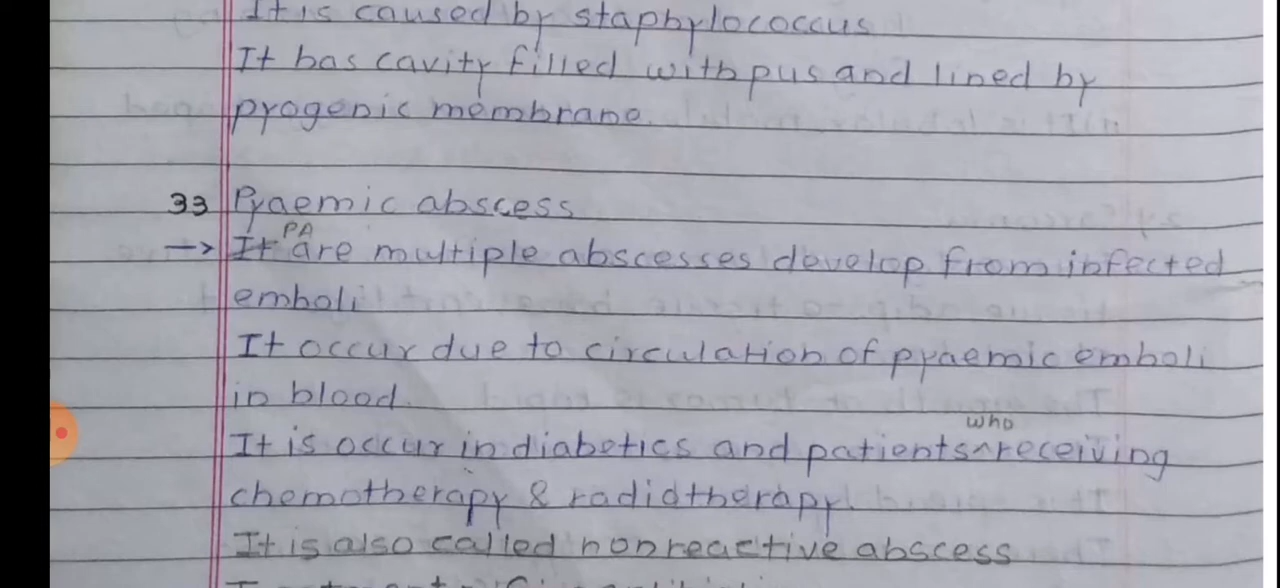 It is caused by staphylococcus
It has cavity filled with pus and lined by
pyogenic membrane.
33 Pyaemic abscess
PA
→ It are multiple abscesses develop from infected
emboli
It occur due to circulation of pyaemic emboli
in blood.
who
It is occur in diabetics and patients^receiving
chemotherapy & radiotherapy.
It is also called nonreactive abscess